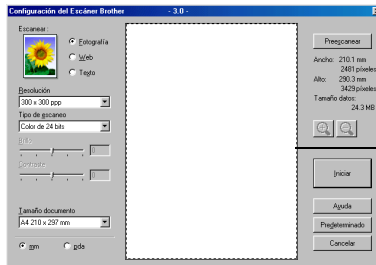 Configuración del Escáner Brother - 3.0 -
Escanear:
Fotografía
Web
Texto
Resolución
300 x 300 ppp
Tipo de escaneo
Color de 24 bits
Brillo
0
Contraste
0
Tamaño documento
A4 210 x 297 mm
mm
pda
Preescanear
Ancho: 210.1 mm
2481 píxeles
Alto: 290.3 mm
3429 píxeles
Tamaño datos:
24.3 MB
Iniciar
Ayuda
Predeterminado
Cancelar